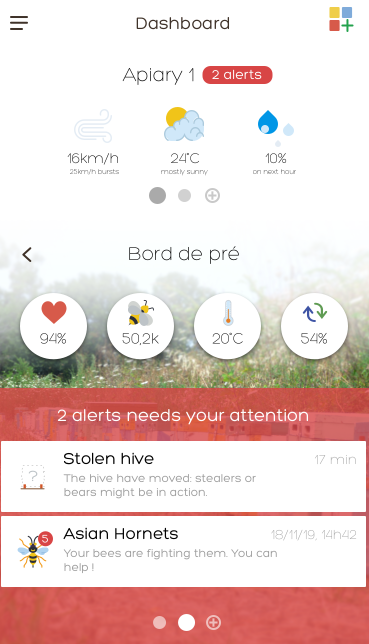 Dashboard
Apiary 1 2 alerts
16km/h 24°C 10%
25km/h bursts mostly sunny on next hour
Bord de pré
94% 50,2k 20°C 54%
2 alerts needs your attention
Stolen hive 17 min
?
The hive have moved: stealers or
bears might be in action.
Asian Hornets 18/11/19, 14h42
5
Your bees are fighting them. You can
help !